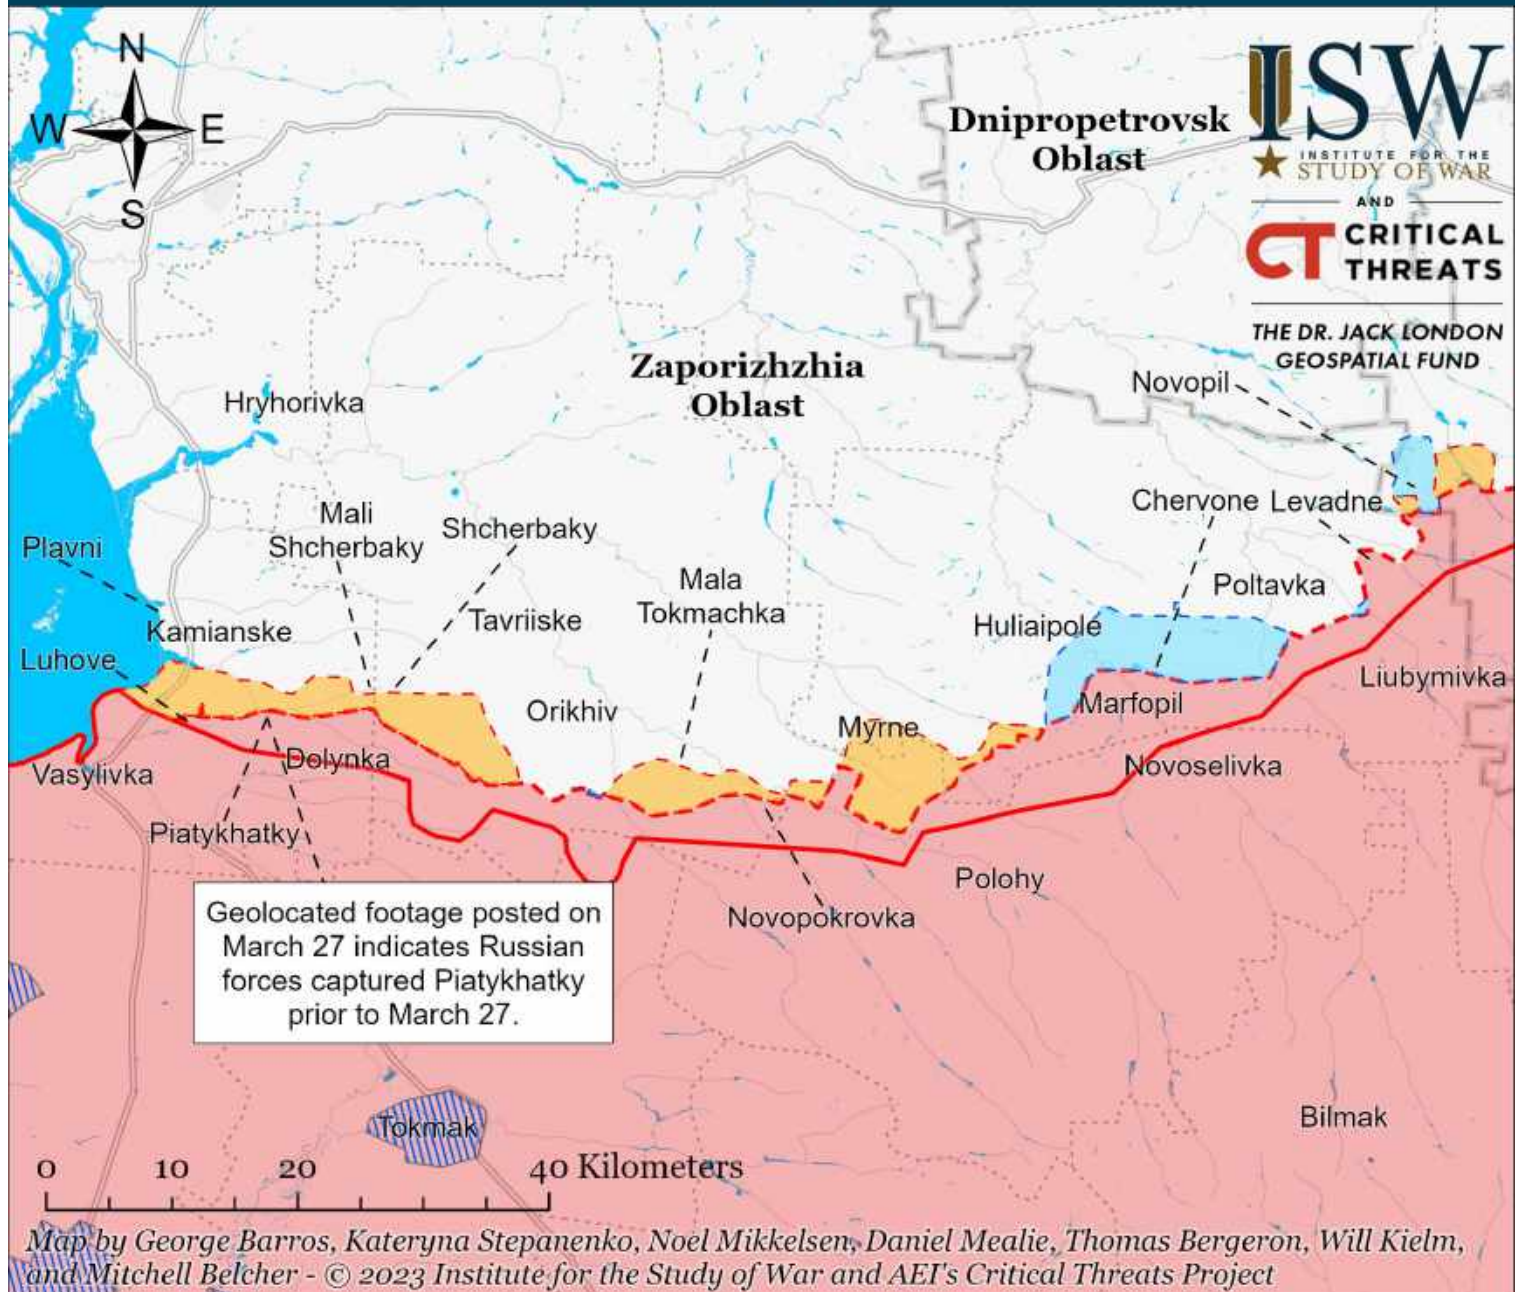 N
W E
S
Dnipropetrovsk
Oblast
ISW
INSTITUTE FOR THE
STUDY OF WAR
AND
CT CRITICAL
THREATS
THE DR. JACK LONDON
GEOSPATIAL FUND
Zaporizhzhia
Oblast
Novopil
Hryhorivka
Mali
Shcherbaky
Shcherbaky
Chervone
Levadne
Plavni
Mala
Tokmachka
Poltavka
Kamianske
Tavriiske
Huliaipole
Luhove
Liubymivka
Orikhiv
Marfopil
Myrne
Dolynka
Vasylivka
Novoselivka
Piatykhatky
Polohy
Novopokrovka
Geolocated footage posted on
March 27 indicates Russian
forces captured Piatykhatky
prior to March 27.
Tokmak
Bilmak
0 10 20 40 Kilometers
Map by George Barros, Kateryna Stepanenko, Noel Mikkelsen, Daniel Mealie, Thomas Bergeron, Will Kielm,
and Mitchell Belcher - © 2023 Institute for the Study of War and AEI's Critical Threats Project